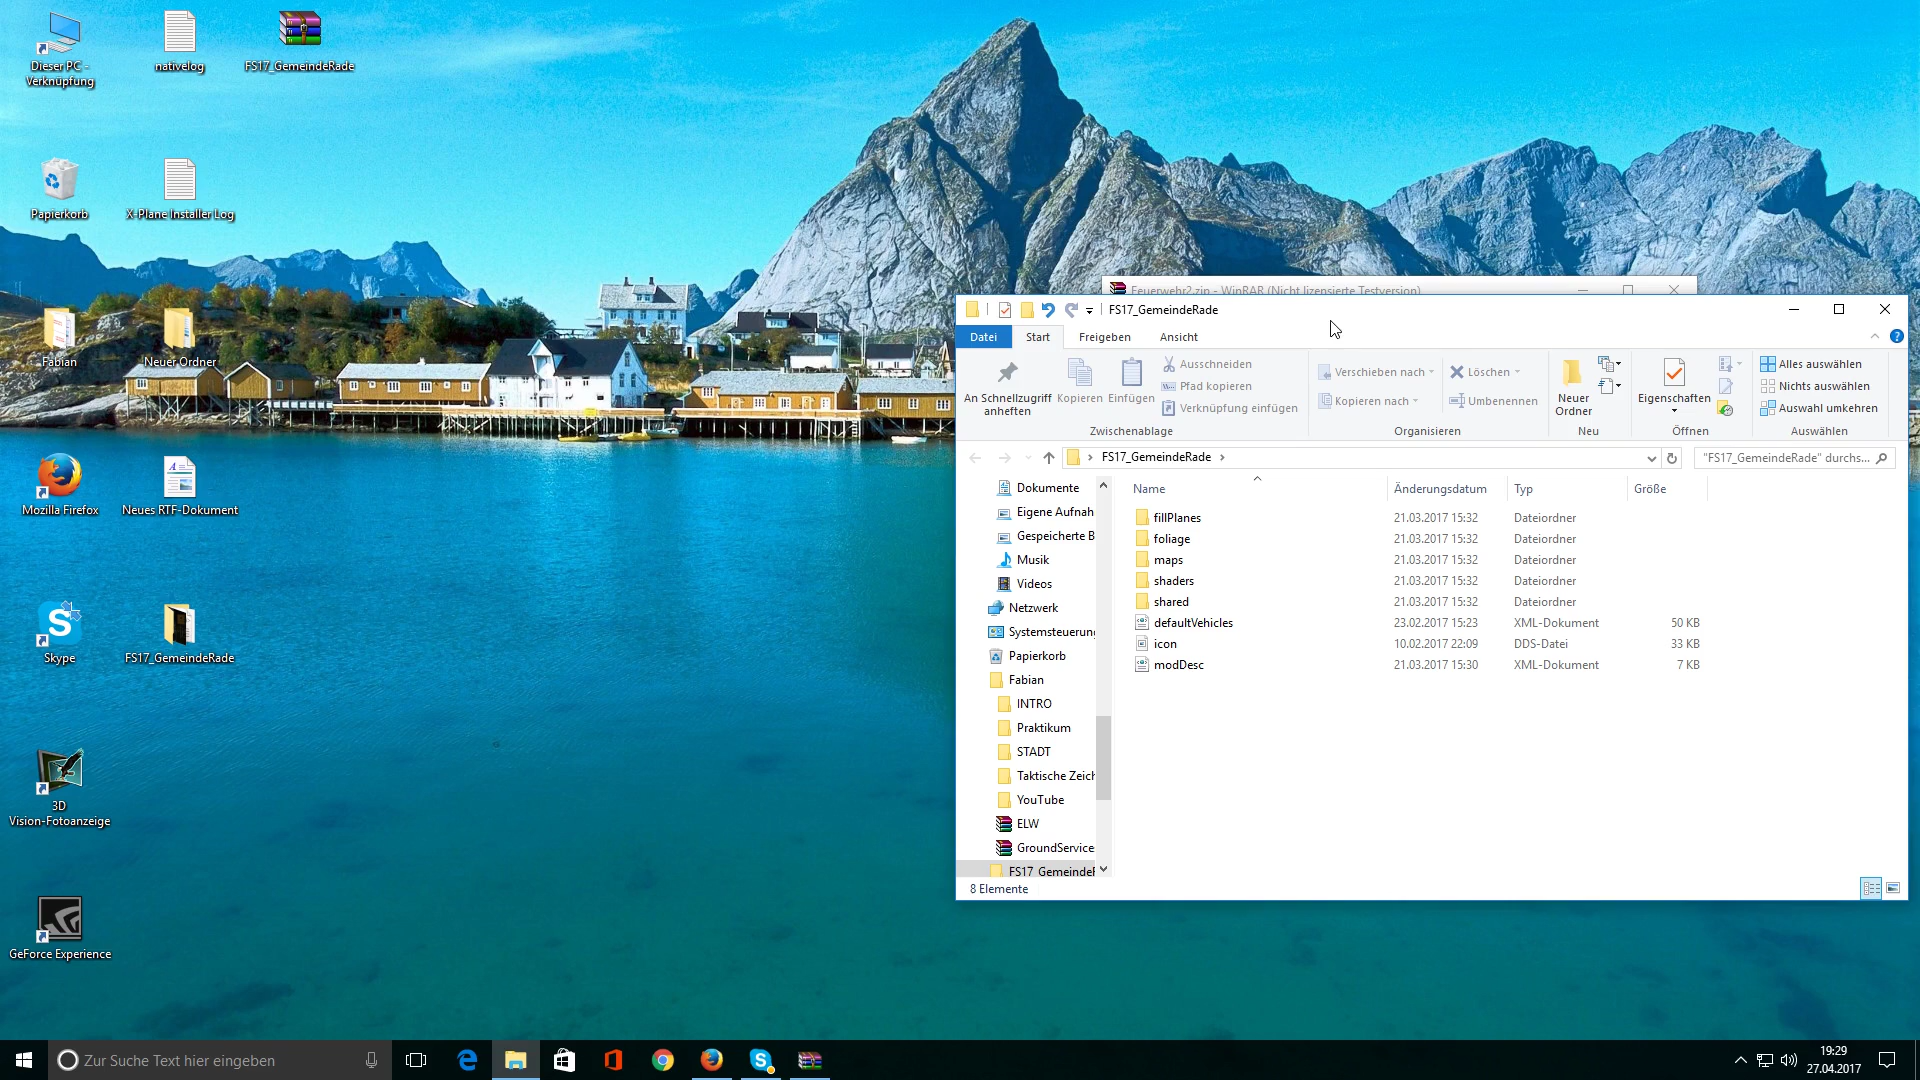 Dieser PC -
Verknüpfung
nativelog
FS17_GemeindeRade
Papierkorb
X-Plane Installer Log
Fabian
Neuer Ordner
Mozilla Firefox
Neues RTF-Dokument
Skype
FS17_GemeindeRade
3D
Vision-Fotoanzeige
GeForce Experience
Feuerwehr2.zip - WinRAR (Nicht lizensierte Testversion)
FS17_GemeindeRade
Datei
Start
Freigeben
Ansicht
An Schnellzugriff
anheften
Kopieren
Einfügen
Ausschneiden
Pfad kopieren
Verknüpfung einfügen
Zwischenablage
Verschieben nach
Kopieren nach
Löschen
Umbenennen
Organisieren
Neuer
Ordner
Neu
Eigenschaften
Öffnen
Alles auswählen
Nichts auswählen
Auswahl umkehren
Auswählen
FS17_GemeindeRade
"FS17_GemeindeRade" durchs...
Dokumente
Eigene Aufnah
Gespeicherte B
Musik
Videos
Netzwerk
Systemsteuerung
Papierkorb
Fabian
INTRO
Praktikum
STADT
Taktische Zeich
YouTube
ELW
GroundService
FS17_GemeindeR
Name Änderungsdatum Typ Größe
fillPlanes 21.03.2017 15:32 Dateiordner
foliage 21.03.2017 15:32 Dateiordner
maps 21.03.2017 15:32 Dateiordner
shaders 21.03.2017 15:32 Dateiordner
shared 21.03.2017 15:32 Dateiordner
defaultVehicles 23.02.2017 15:23 XML-Dokument 50 KB
icon 10.02.2017 22:09 DDS-Datei 33 KB
modDesc 21.03.2017 15:30 XML-Dokument 7 KB
8 Elemente
Zur Suche Text hier eingeben
19:29
27.04.2017